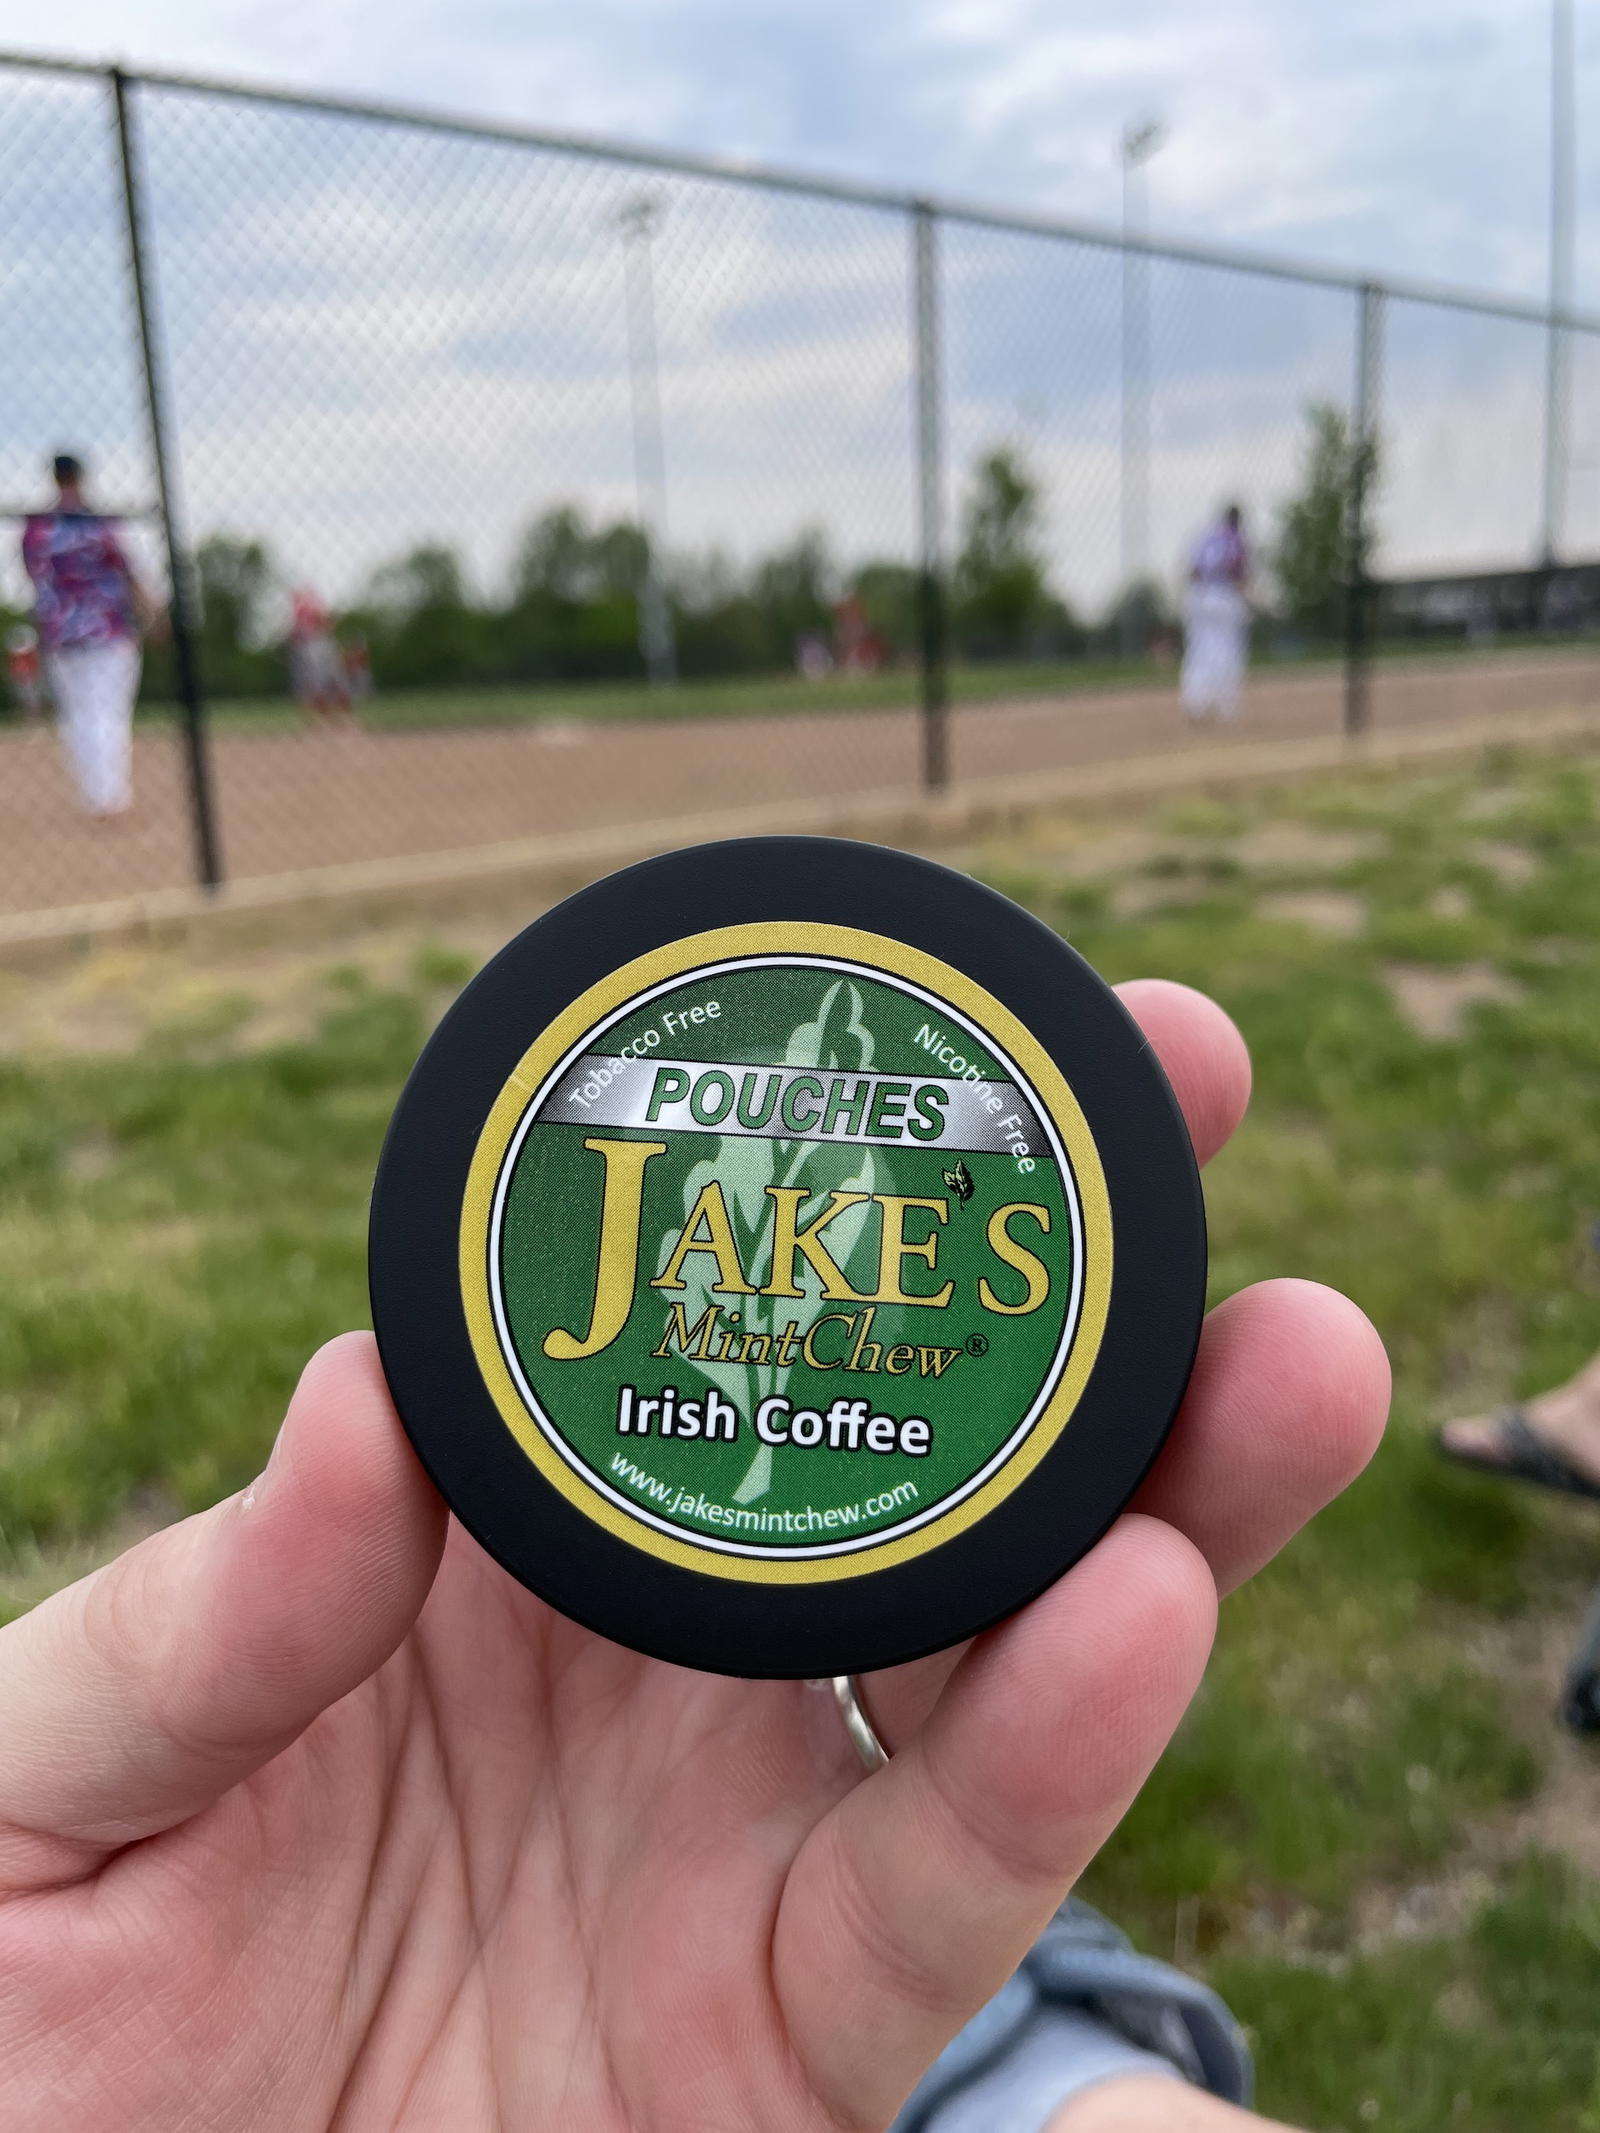 Tobacco Free
Nicotine Free
POUCHES
JAKE'S
MintChew®
Irish Coffee
www.jakesmintchew.com